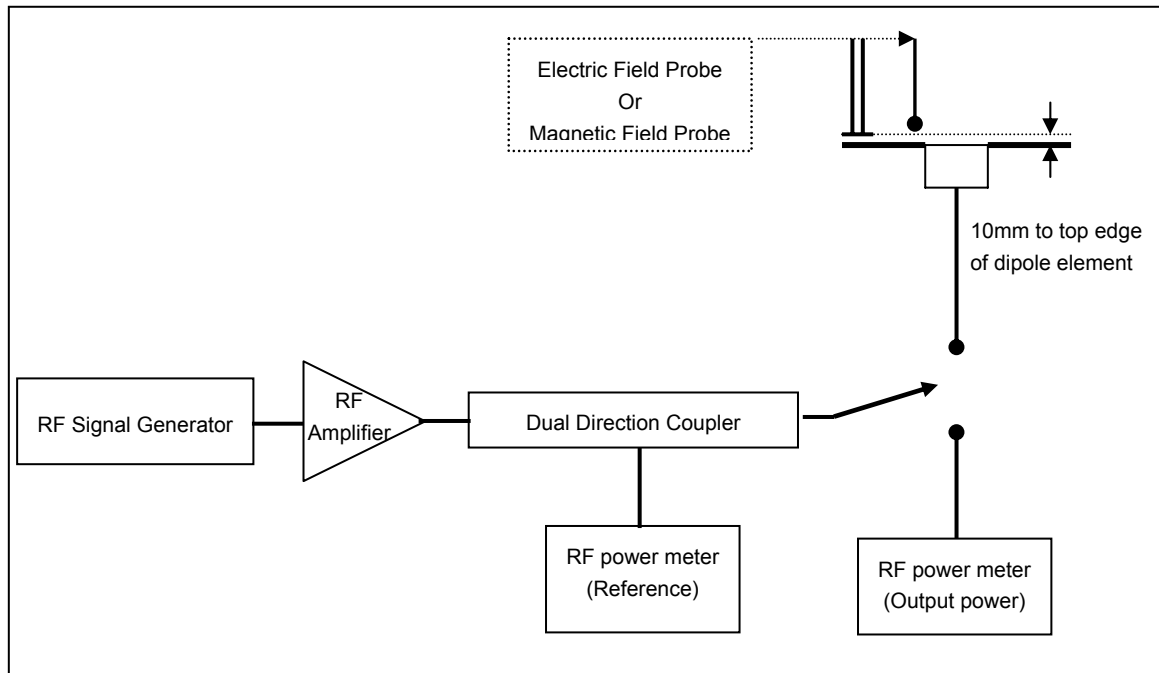 Electric Field Probe
Or
Magnetic Field Probe
10mm to top edge
of dipole element
RF Signal Generator
RF
Amplifier
Dual Direction Coupler
RF power meter
(Reference)
RF power meter
(Output power)